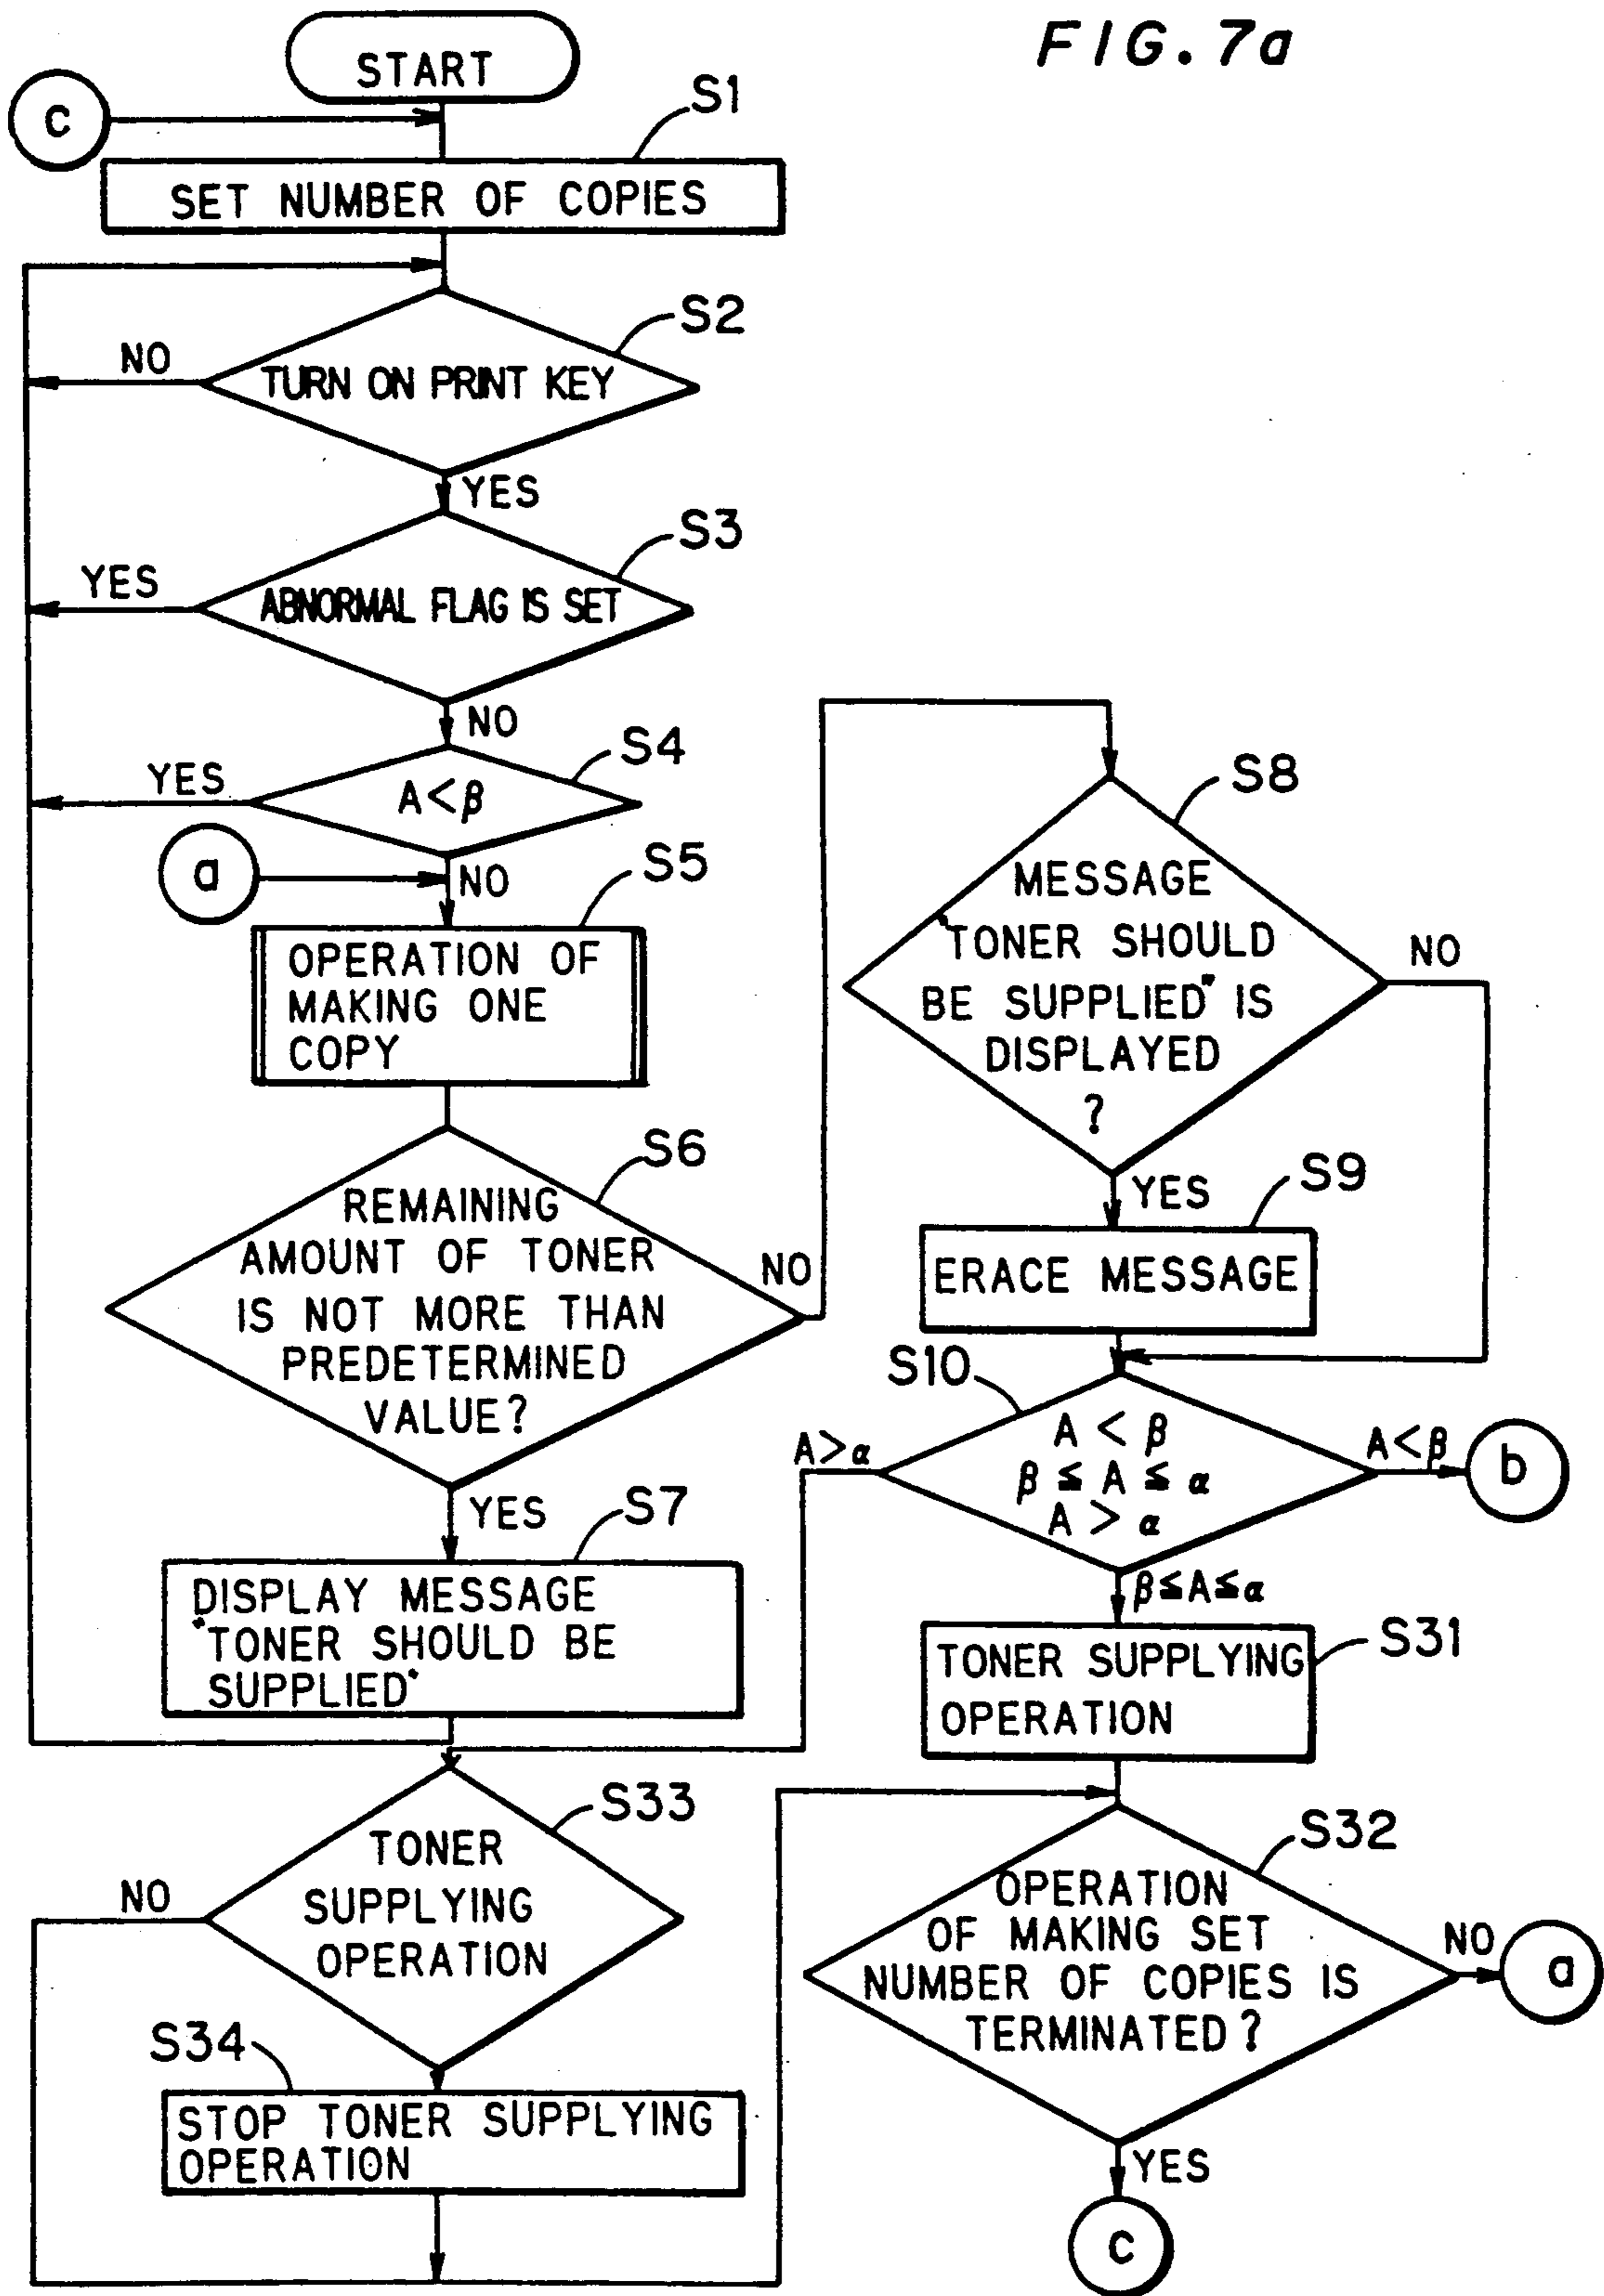 FIG. 7a
START
C
S1
SET NUMBER OF COPIES
S2
NO
TURN ON PRINT KEY
YES
S3
YES
ABNORMAL FLAG IS SET
NO
S4
YES
A<β
a
NO
S5
OPERATION OF
MAKING ONE
COPY
S6
REMAINING
AMOUNT OF TONER
IS NOT MORE THAN
PREDETERMINED
VALUE?
NO
YES
S7
DISPLAY MESSAGE
"TONER SHOULD BE
SUPPLIED"
S8
MESSAGE
"TONER SHOULD
BE SUPPLIED" IS
DISPLAYED
?
NO
YES
S9
ERACE MESSAGE
S10
A < β
β ≦ A ≦ α
A > α
A>α
A<β
b
β≦A≦α
TONER SUPPLYING
OPERATION
S31
S33
TONER
SUPPLYING
OPERATION
NO
S34
STOP TONER SUPPLYING
OPERATION
S32
OPERATION
OF MAKING SET
NUMBER OF COPIES IS
TERMINATED?
NO
a
YES
C